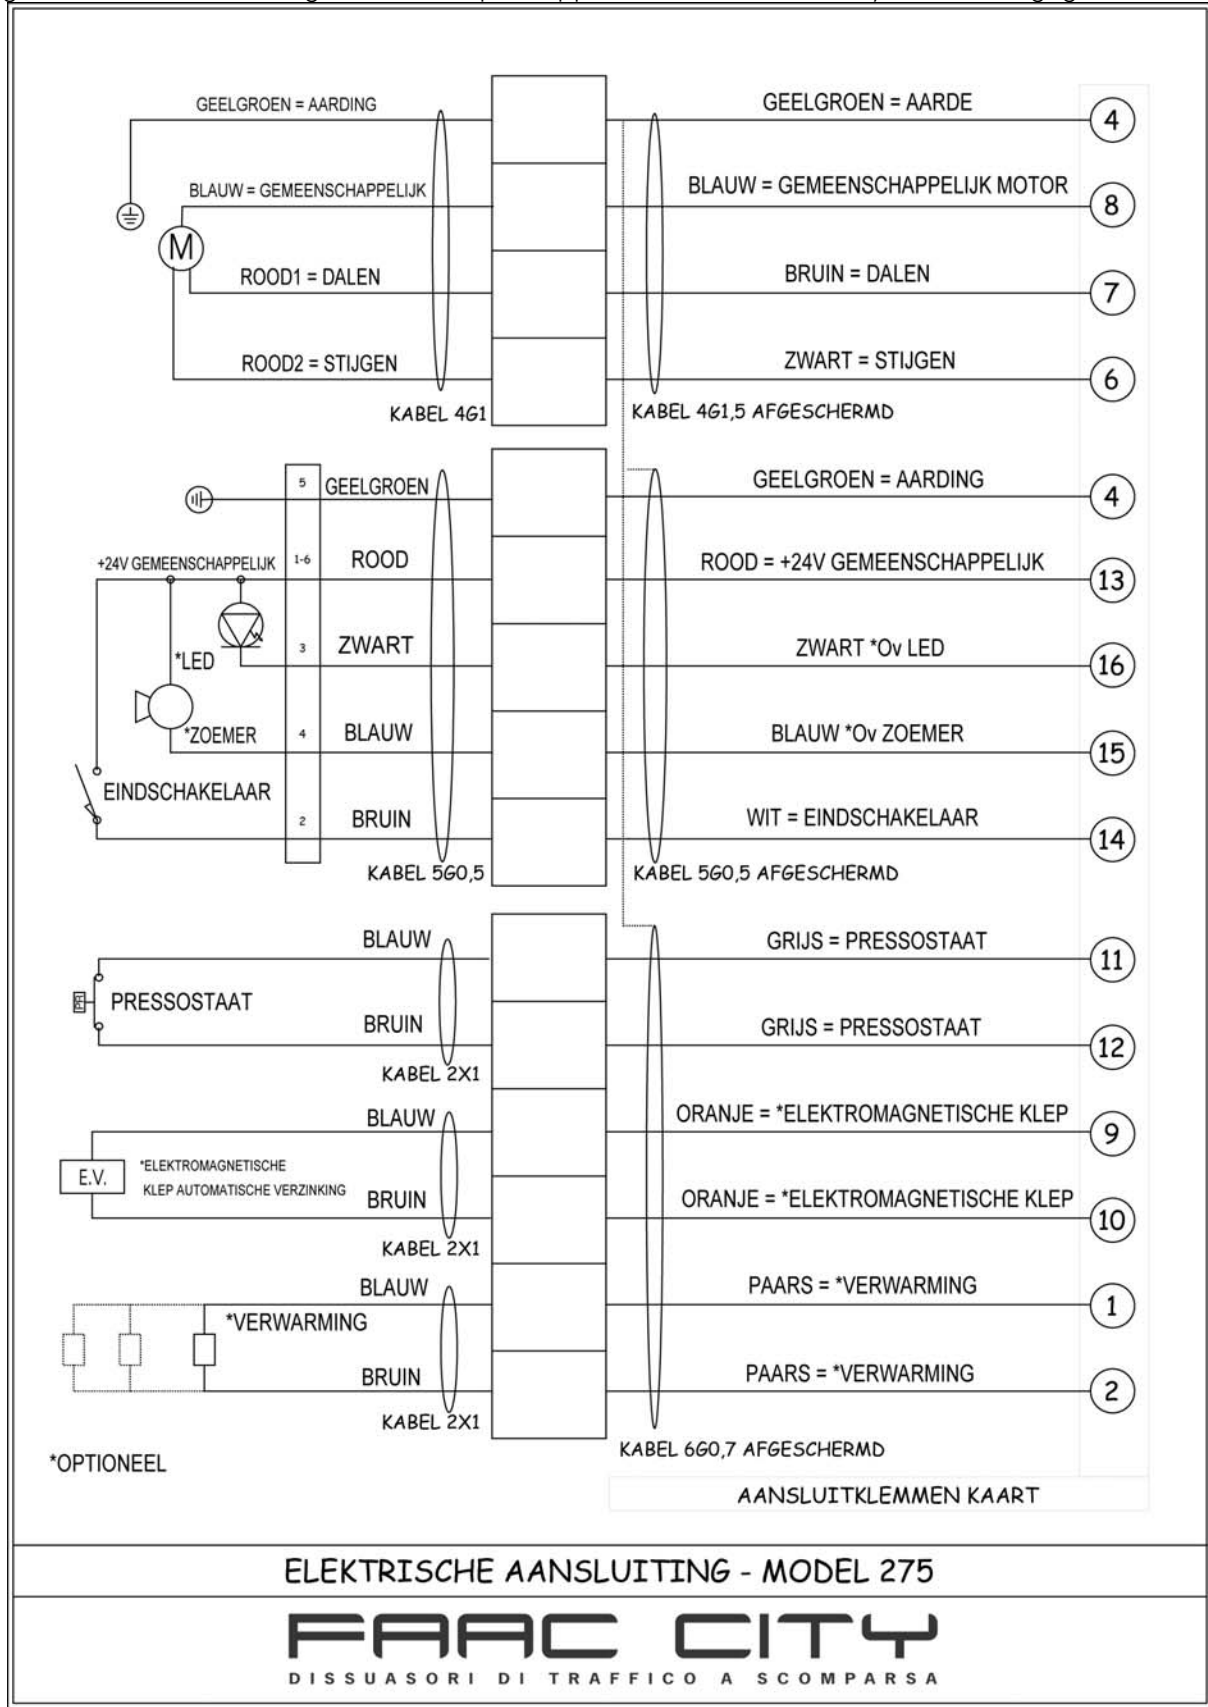 GEELGROEN = AARDING
GEELGROEN = AARDE
4
BLAUW = GEMEENSCHAPPELIJK
BLAUW = GEMEENSCHAPPELIJK MOTOR
8
M
ROOD1 = DALEN
BRUIN = DALEN
7
ROOD2 = STIJGEN
ZWART = STIJGEN
6
KABEL 4G1
KABEL 4G1,5 AFGESCHERMD
5
GEELGROEN
GEELGROEN = AARDING
4
+24V GEMEENSCHAPPELIJK
1-6
ROOD
ROOD = +24V GEMEENSCHAPPELIJK
13
*LED
3
ZWART
ZWART *Ov LED
16
*ZOEMER
4
BLAUW
BLAUW *Ov ZOEMER
15
EINDSCHAKELAAR
2
BRUIN
WIT = EINDSCHAKELAAR
14
KABEL 5G0,5
KABEL 5G0,5 AFGESCHERMD
BLAUW
GRIJS = PRESSOSTAAT
11
PRESSOSTAAT
BRUIN
GRIJS = PRESSOSTAAT
12
KABEL 2X1
BLAUW
ORANJE = *ELEKTROMAGNETISCHE KLEP
9
E.V.
*ELEKTROMAGNETISCHE
KLEP AUTOMATISCHE VERZINKING
BRUIN
ORANJE = *ELEKTROMAGNETISCHE KLEP
10
KABEL 2X1
BLAUW
PAARS = *VERWARMING
1
*VERWARMING
BRUIN
PAARS = *VERWARMING
2
KABEL 2X1
KABEL 6G0,7 AFGESCHERMD
*OPTIONEEL
AANSLUITKLEMMEN KAART
ELEKTRISCHE AANSLUITING - MODEL 275
FAAC CITY
DISSUASORI DI TRAFFICO A SCOMPARSA